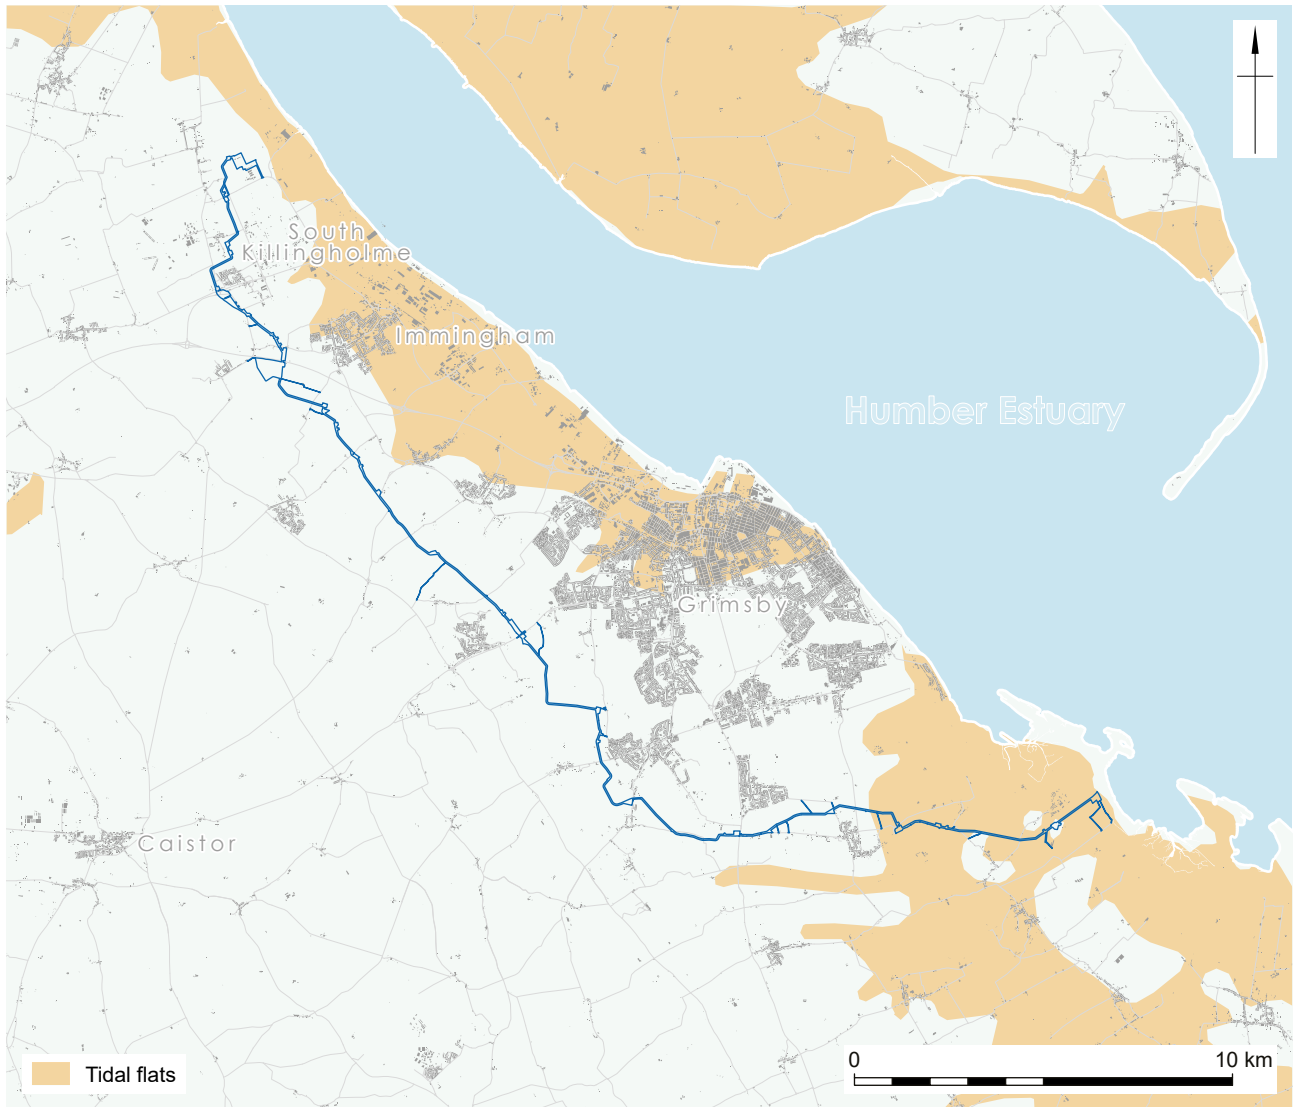 South
Killingholme
Immingham
Humber Estuary
Grimsby
Caistor
Tidal flats
0 10 km